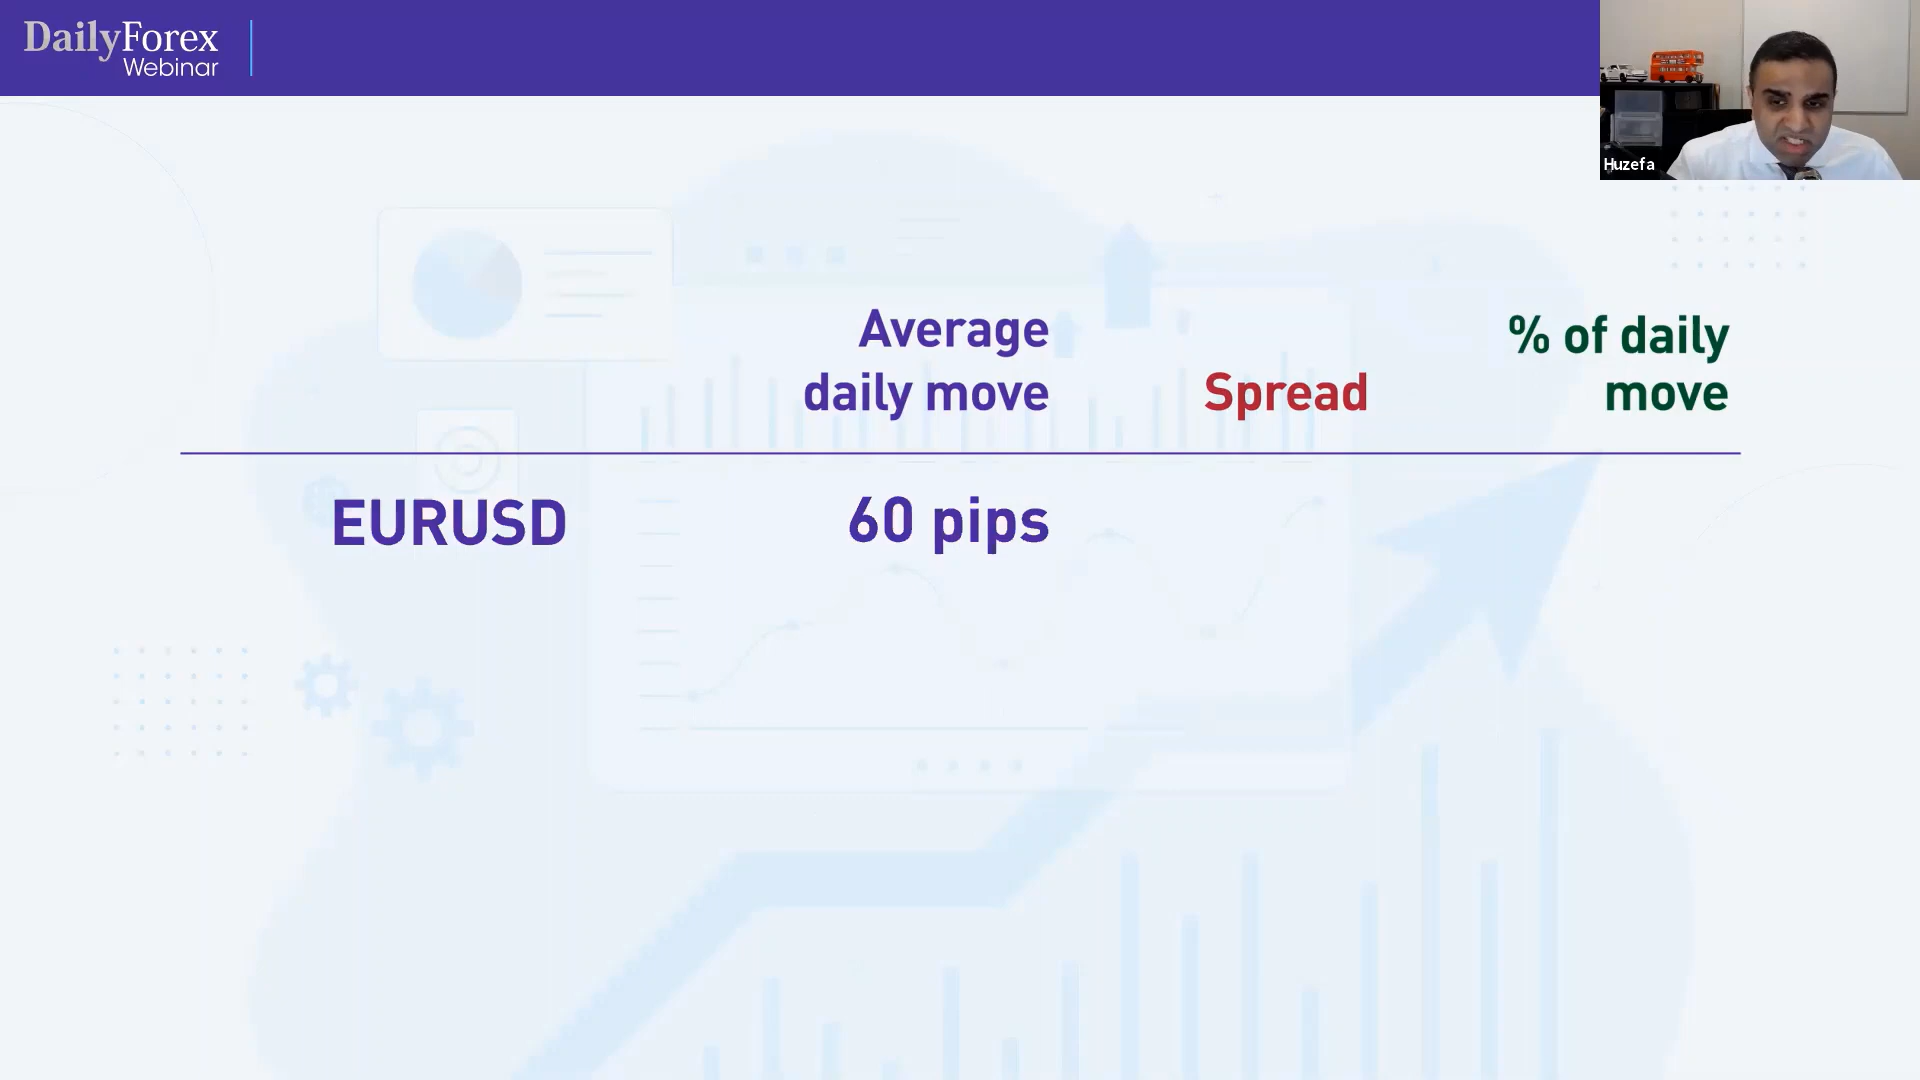 DailyForex
Webinar
Huzefa
Average
daily move
Spread
% of daily
move
EURUSD
60 pips